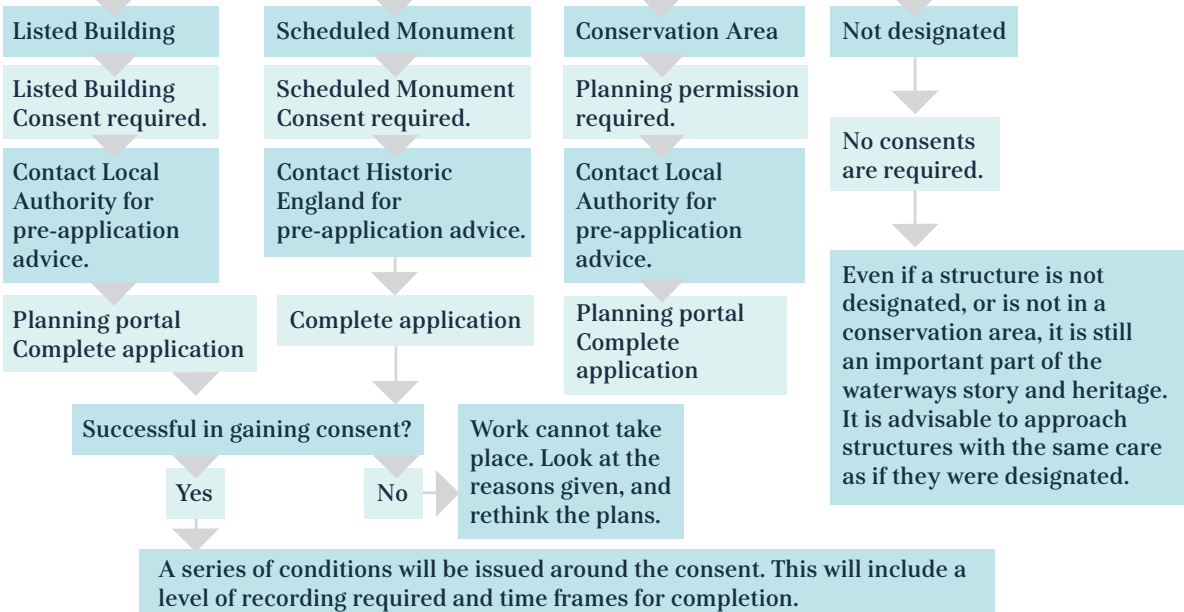 Listed Building
Listed Building
Consent required.
Contact Local
Authority for
pre-application
advice.
Planning portal
Complete application
Scheduled Monument
Scheduled Monument
Consent required.
Contact Historic
England for
pre-application advice.
Complete application
Conservation Area
Planning permission
required.
Contact Local
Authority for
pre-application
advice.
Planning portal
Complete
application
Not designated
No consents
are required.
Even if a structure is not
designated, or is not in a
conservation area, it is still
an important part of the
waterways story and heritage.
It is advisable to approach
structures with the same care
as if they were designated.
Successful in gaining consent?
Yes
No
Work cannot take
place. Look at the
reasons given, and
rethink the plans.
A series of conditions will be issued around the consent. This will include a
level of recording required and time frames for completion.